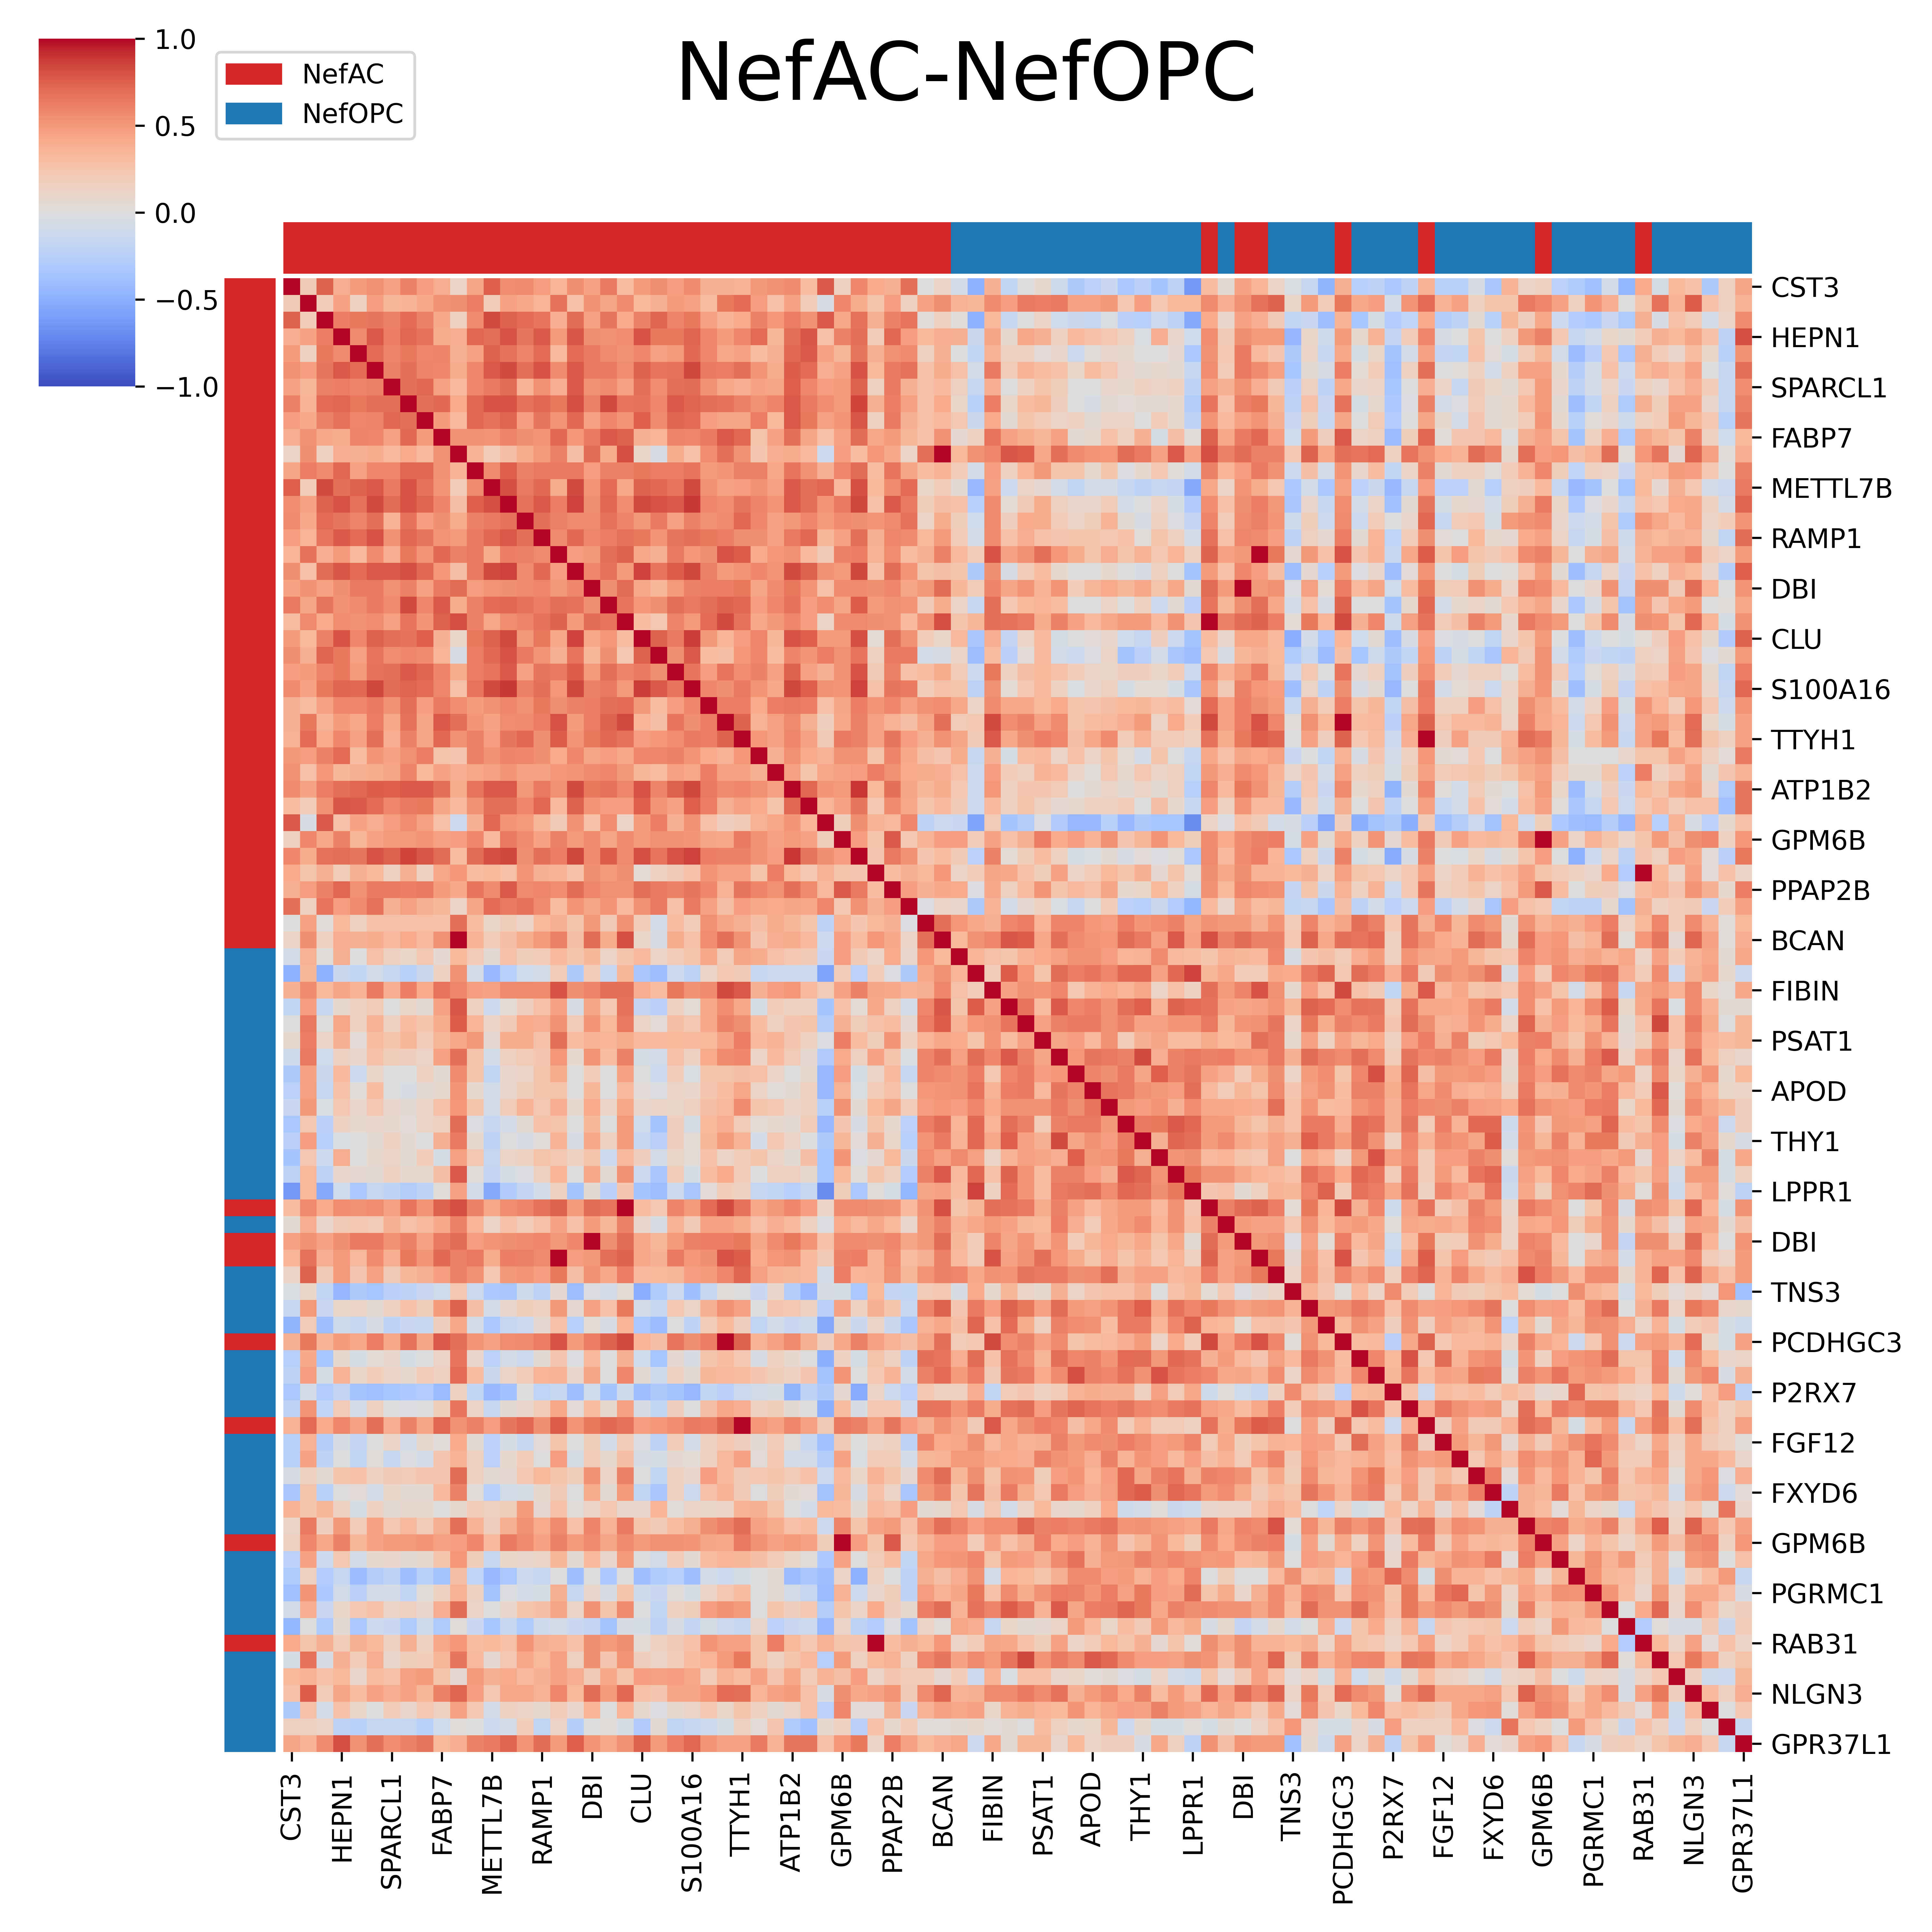 NefAC-NefOPC
1.0
0.5
0.0
−0.5
−1.0
NefAC
NefOPC
CST3
HEPN1
SPARCL1
FABP7
METTL7B
RAMP1
DBI
CLU
S100A16
TTYH1
ATP1B2
GPM6B
PPAP2B
BCAN
FIBIN
PSAT1
APOD
THY1
LPPR1
DBI
TNS3
PCDHGC3
P2RX7
FGF12
FXYD6
GPM6B
PGRMC1
RAB31
NLGN3
GPR37L1
CST3
HEPN1
SPARCL1
FABP7
METTL7B
RAMP1
DBI
CLU
S100A16
TTYH1
ATP1B2
GPM6B
PPAP2B
BCAN
FIBIN
PSAT1
APOD
THY1
LPPR1
DBI
TNS3
PCDHGC3
P2RX7
FGF12
FXYD6
GPM6B
PGRMC1
RAB31
NLGN3
GPR37L1